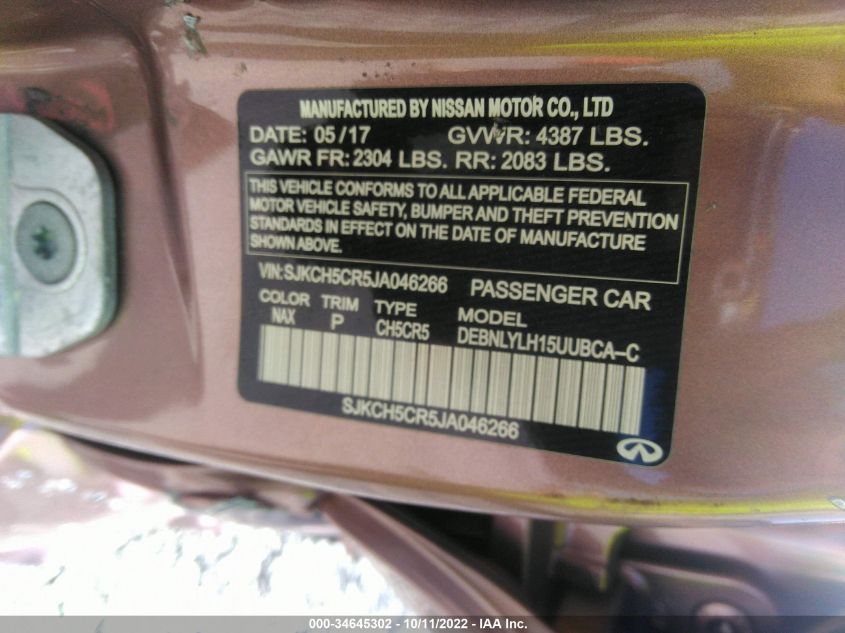 MANUFACTURED BY NISSAN MOTOR CO., LTD
DATE: 05/17 GVWR: 4387 LBS.
GAWR FR: 2304 LBS. RR: 2083 LBS.
THIS VEHICLE CONFORMS TO ALL APPLICABLE FEDERAL
MOTOR VEHICLE SAFETY, BUMPER AND THEFT PREVENTION
STANDARDS IN EFFECT ON THE DATE OF MANUFACTURE
SHOWN ABOVE.
VIN:SJKCH5CR5JA046266 PASSENGER CAR
COLOR TRIM TYPE MODEL
NAX P CH5CR5 DEBNLYLH15UUBCA-C
SJKCH5CR5JA046266
000-34645302 - 10/11/2022 - IAA Inc.